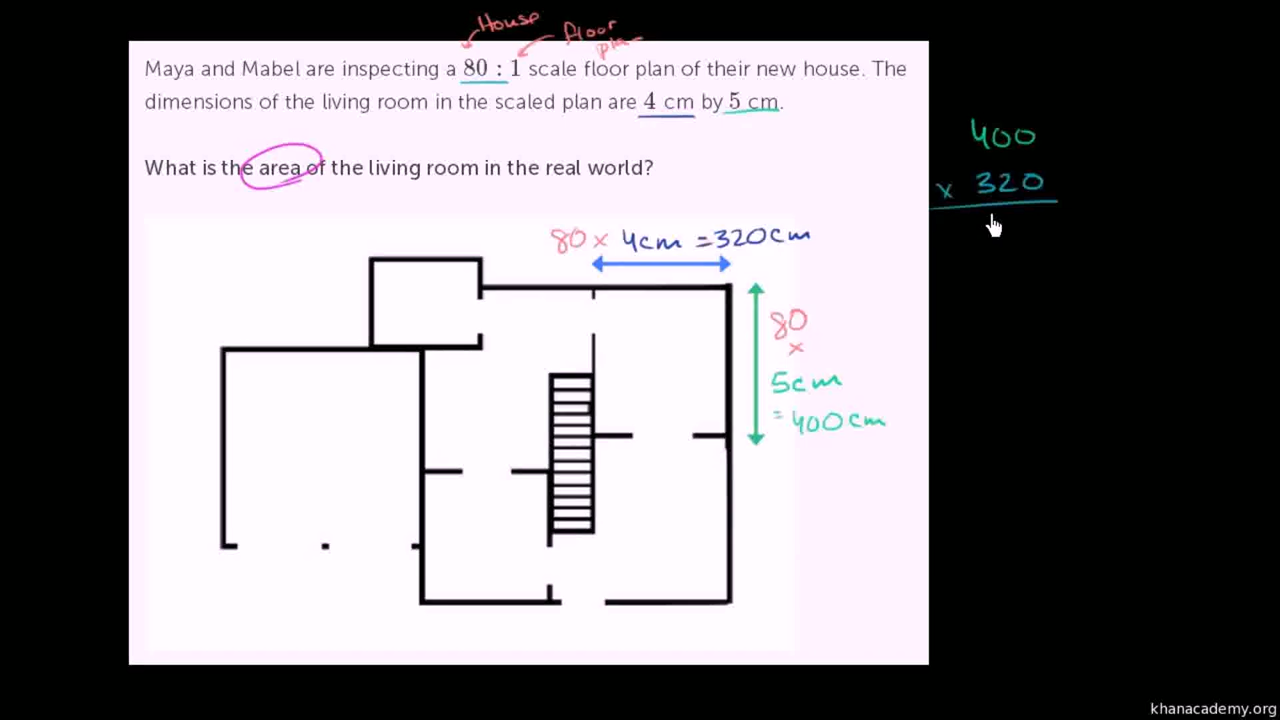 House
floor
plan
Maya and Mabel are inspecting a 80 : 1 scale floor plan of their new house. The
dimensions of the living room in the scaled plan are 4 cm by 5 cm.
What is the area of the living room in the real world?
400
x 320
80 x 4cm = 320cm
80
x
5cm
= 400cm
khanacademy.org